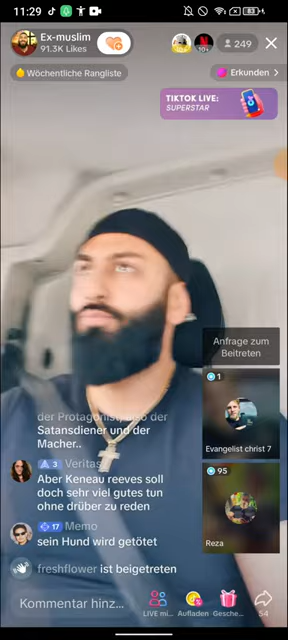 11:29
83
Ex-muslim
91.3K Likes
10+
10+
249
Wöchentliche Rangliste
Erkunden >
TIKTOK LIVE:
SUPERSTAR
Anfrage zum
Beitreten
1
Evangelist christ 7
95
Reza
der Protagonist, also der
Satansdiener und der
Macher..
3 Veritas
Aber Keneau reeves soll
doch sehr viel gutes tun
ohne drüber zu reden
17 Memo
sein Hund wird getötet
freshflower ist beigetreten
Kommentar hinz...
LIVE mi...
Aufladen
Gesche...
54